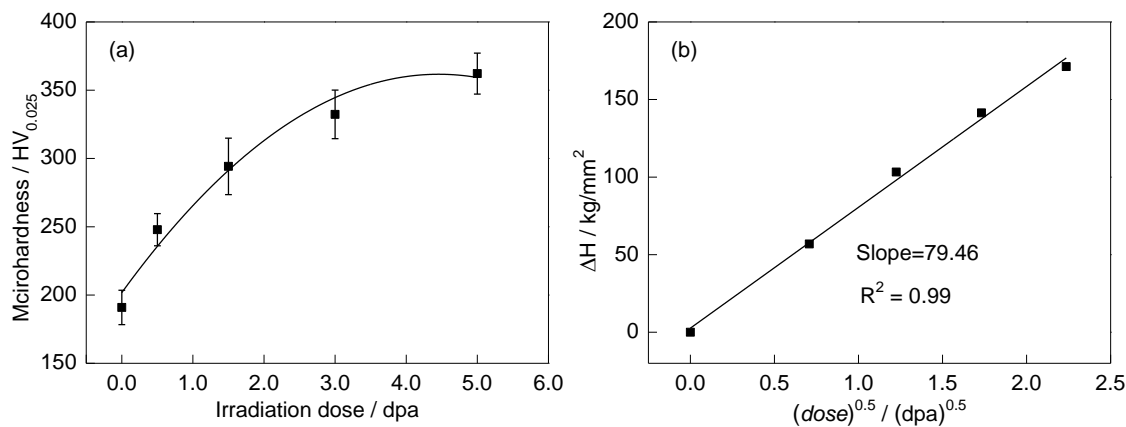 (a)
Mcirohardness / HV0.025
400
350
300
250
200
150
0.0 1.0 2.0 3.0 4.0 5.0 6.0
Irradiation dose / dpa
(b)
ΔH / kg/mm²
200
150
100
50
0
Slope=79.46
R² = 0.99
0.0 0.5 1.0 1.5 2.0 2.5
(dose)^0.5 / (dpa)^0.5